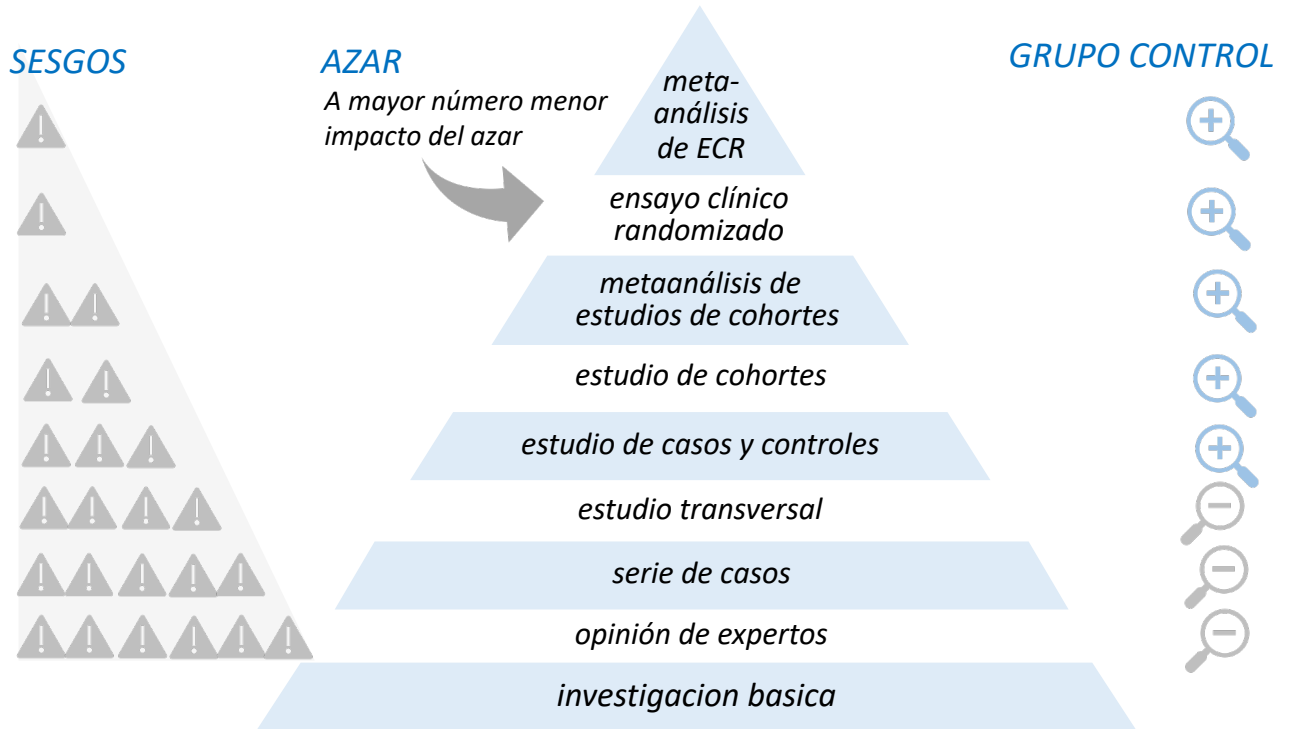 SESGOS
AZAR
A mayor número menor
impacto del azar
GRUPO CONTROL
meta-
análisis
de ECR
ensayo clínico
randomizado
metaanálisis de
estudios de cohortes
estudio de cohortes
estudio de casos y controles
estudio transversal
serie de casos
opinión de expertos
investigacion basica